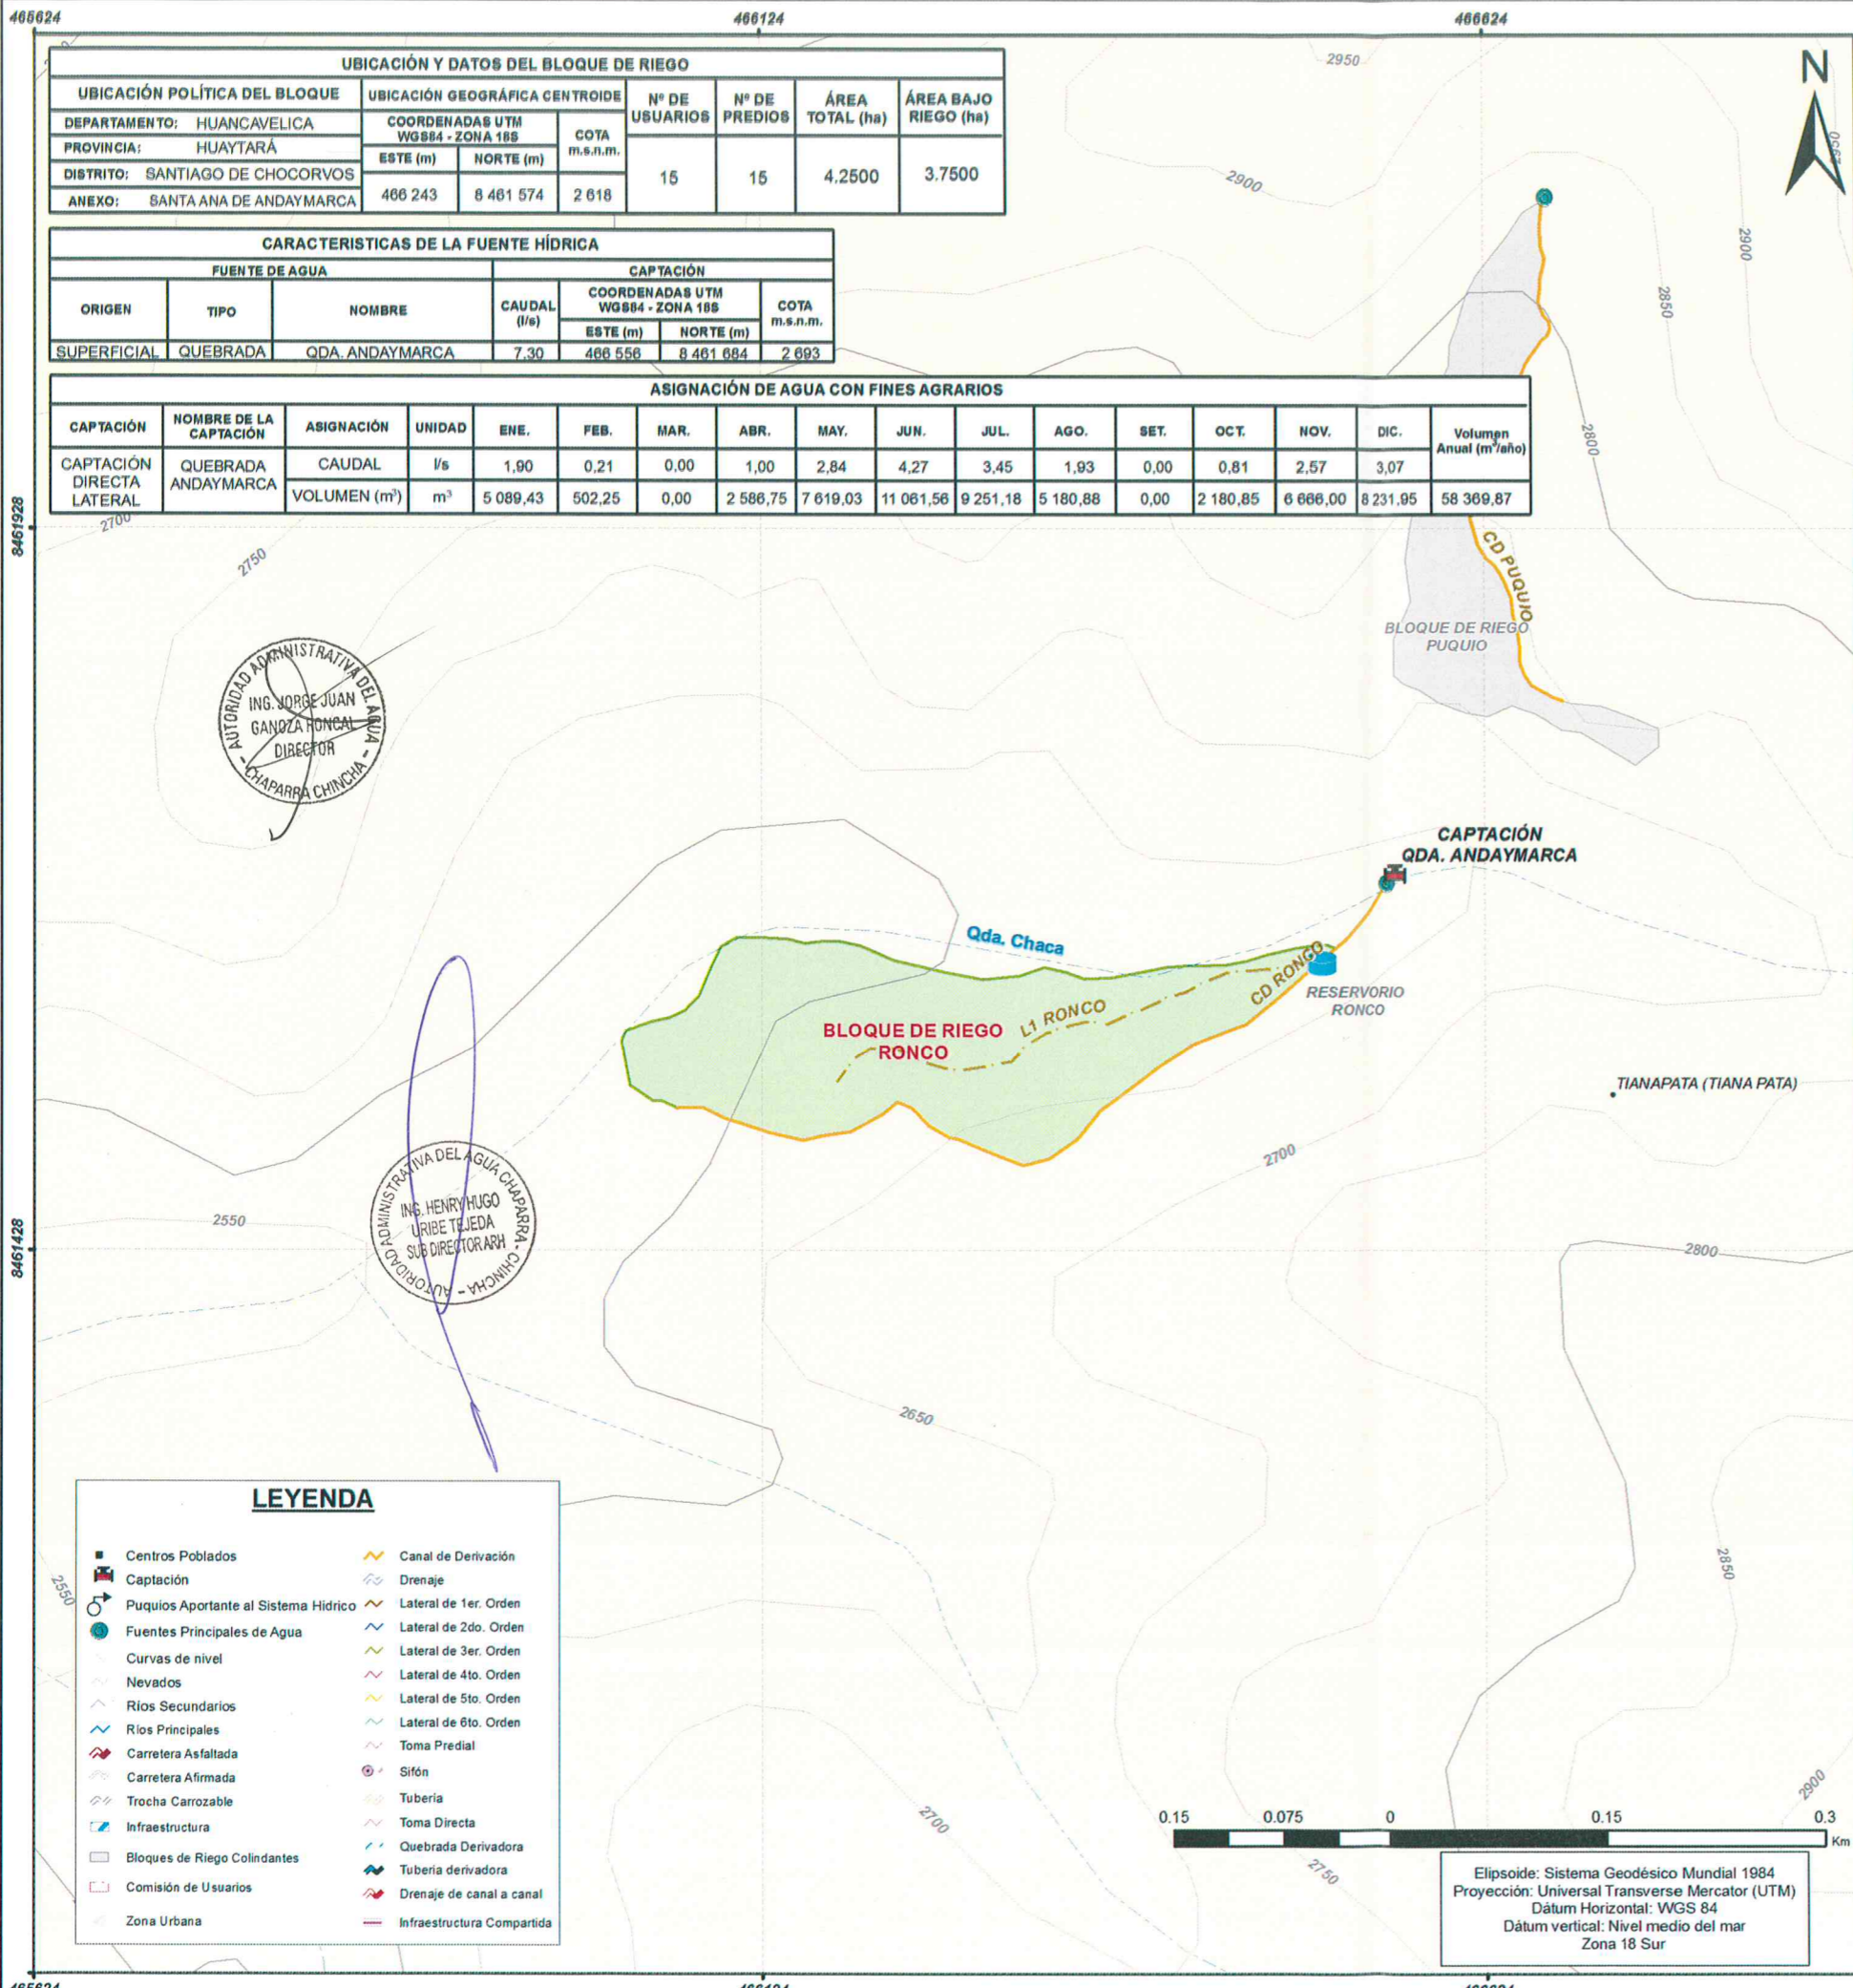 465624 466124 466624
UBICACIÓN Y DATOS DEL BLOQUE DE RIEGO
UBICACIÓN POLÍTICA DEL BLOQUE UBICACIÓN GEOGRÁFICA CENTROIDE Nº DE USUARIOS Nº DE PREDIOS ÁREA TOTAL (ha) ÁREA BAJO RIEGO (ha)
DEPARTAMENTO: HUANCAVELICA COORDENADAS UTM WGS84 - ZONA 18S COTA m.s.n.m.
PROVINCIA: HUAYTARÁ ESTE (m) NORTE (m)
DISTRITO: SANTIAGO DE CHOCORVOS
ANEXO: SANTA ANA DE ANDAYMARCA 466 243 8 461 574 2 618 15 15 4.2500 3.7500
CARACTERISTICAS DE LA FUENTE HÍDRICA
FUENTE DE AGUA CAPTACIÓN
ORIGEN TIPO NOMBRE CAUDAL (l/s) COORDENADAS UTM WGS84 - ZONA 18S COTA m.s.n.m.
ESTE (m) NORTE (m)
SUPERFICIAL QUEBRADA QDA. ANDAYMARCA 7,30 466 556 8 461 684 2 693
ASIGNACIÓN DE AGUA CON FINES AGRARIOS
CAPTACIÓN NOMBRE DE LA CAPTACIÓN ASIGNACIÓN UNIDAD ENE. FEB. MAR. ABR. MAY. JUN. JUL. AGO. SET. OCT. NOV. DIC. Volumen Anual (m³/año)
CAPTACIÓN DIRECTA LATERAL QUEBRADA ANDAYMARCA CAUDAL l/s 1,90 0,21 0,00 1,00 2,84 4,27 3,45 1,93 0,00 0,81 2,57 3,07
VOLUMEN (m³) m³ 5 089,43 502,25 0,00 2 586,75 7 619,03 11 061,56 9 251,18 5 180,88 0,00 2 180,85 6 666,00 8 231,95 58 369,87
N
2950
2950
2900
2900
2850
2800
8461928
2700
2750
CD PUQUIO
BLOQUE DE RIEGO
PUQUIO
AUTORIDAD ADMINISTRATIVA DEL AGUA - CHAPARRA CHINCHA -
ING. JORGE JUAN
GANOZA RONCAL
DIRECTOR
CAPTACIÓN
QDA. ANDAYMARCA
Qda. Chaca
CD RONCO
RESERVORIO
RONCO
L1 RONCO
BLOQUE DE RIEGO
RONCO
TIANAPATA (TIANA PATA)
2700
AUTORIDAD ADMINISTRATIVA DEL AGUA CHAPARRA - CHINCHA -
ING. HENRY HUGO
URIBE TEJEDA
SUB DIRECTOR ARH
2550
8461428
2800
2650
2550
2850
2900
2700
2750
LEYENDA
Centros Poblados
Captación
Puquios Aportante al Sistema Hidrico
Fuentes Principales de Agua
Curvas de nivel
Nevados
Ríos Secundarios
Ríos Principales
Carretera Asfaltada
Carretera Afirmada
Trocha Carrozable
Infraestructura
Bloques de Riego Colindantes
Comisión de Usuarios
Zona Urbana
Canal de Derivación
Drenaje
Lateral de 1er. Orden
Lateral de 2do. Orden
Lateral de 3er. Orden
Lateral de 4to. Orden
Lateral de 5to. Orden
Lateral de 6to. Orden
Toma Predial
Sifón
Tubería
Toma Directa
Quebrada Derivadora
Tuberia derivadora
Drenaje de canal a canal
Infraestructura Compartida
0.15 0.075 0 0.15 0.3
Km
Elipsoide: Sistema Geodésico Mundial 1984
Proyección: Universal Transverse Mercator (UTM)
Dátum Horizontal: WGS 84
Dátum vertical: Nivel medio del mar
Zona 18 Sur